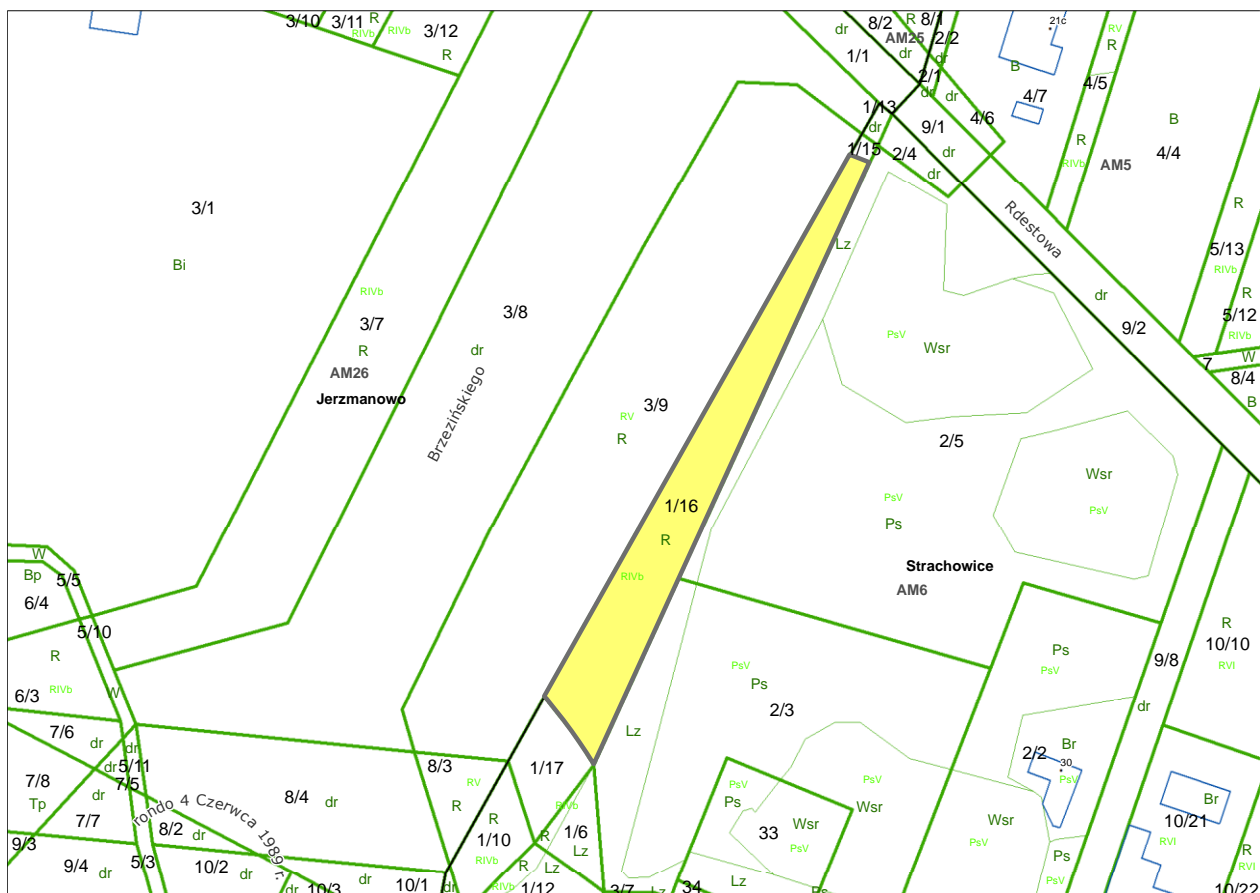 3/10
3/11
R
RIVb
RIVb
3/12
R
dr
8/2
R
8/1
AM25
2/2
1/1
dr
dr
2/1
dr
dr
21c
B
4/7
RV
R
4/5
B
4/4
AM5
R
RIVb
4/6
1/13
dr
9/1
1/15
2/4
dr
dr
3/1
Bi
RIVb
3/7
R
AM26
Jerzmanowo
3/8
dr
Brzezińskiego
Rdestowa
Lz
R
5/13
RIVb
R
5/12
RIVb
dr
9/2
W
7
8/4
B
PsV
Wsr
3/9
RV
R
2/5
Wsr
PsV
1/16
R
RIVb
PsV
Ps
Strachowice
AM6
W
Bp
5/5
6/4
5/10
R
6/3
RIVb
W
7/6
dr
dr
dr
5/11
7/5
7/8
Tp
dr
7/7
8/2
dr
9/3
9/4
dr
5/3
10/2
dr
dr
10/3
dr
10/1
dr
8/4
dr
rondo 4 Czerwca 1989 r.
8/3
RV
R
R
1/10
RIVb
1/17
RIVb
1/6
R
Lz
R
Lz
RIVb
1/12
3/7
Lz
34
Lz
Lz
PsV
Ps
2/3
PsV
Ps
33
Wsr
PsV
PsV
Wsr
Ps
Ps
PsV
Wsr
PsV
Br
2/2
30
PsV
Ps
PsV
9/8
dr
R
10/10
RVI
Br
10/21
RVI
R
RVI
10/22